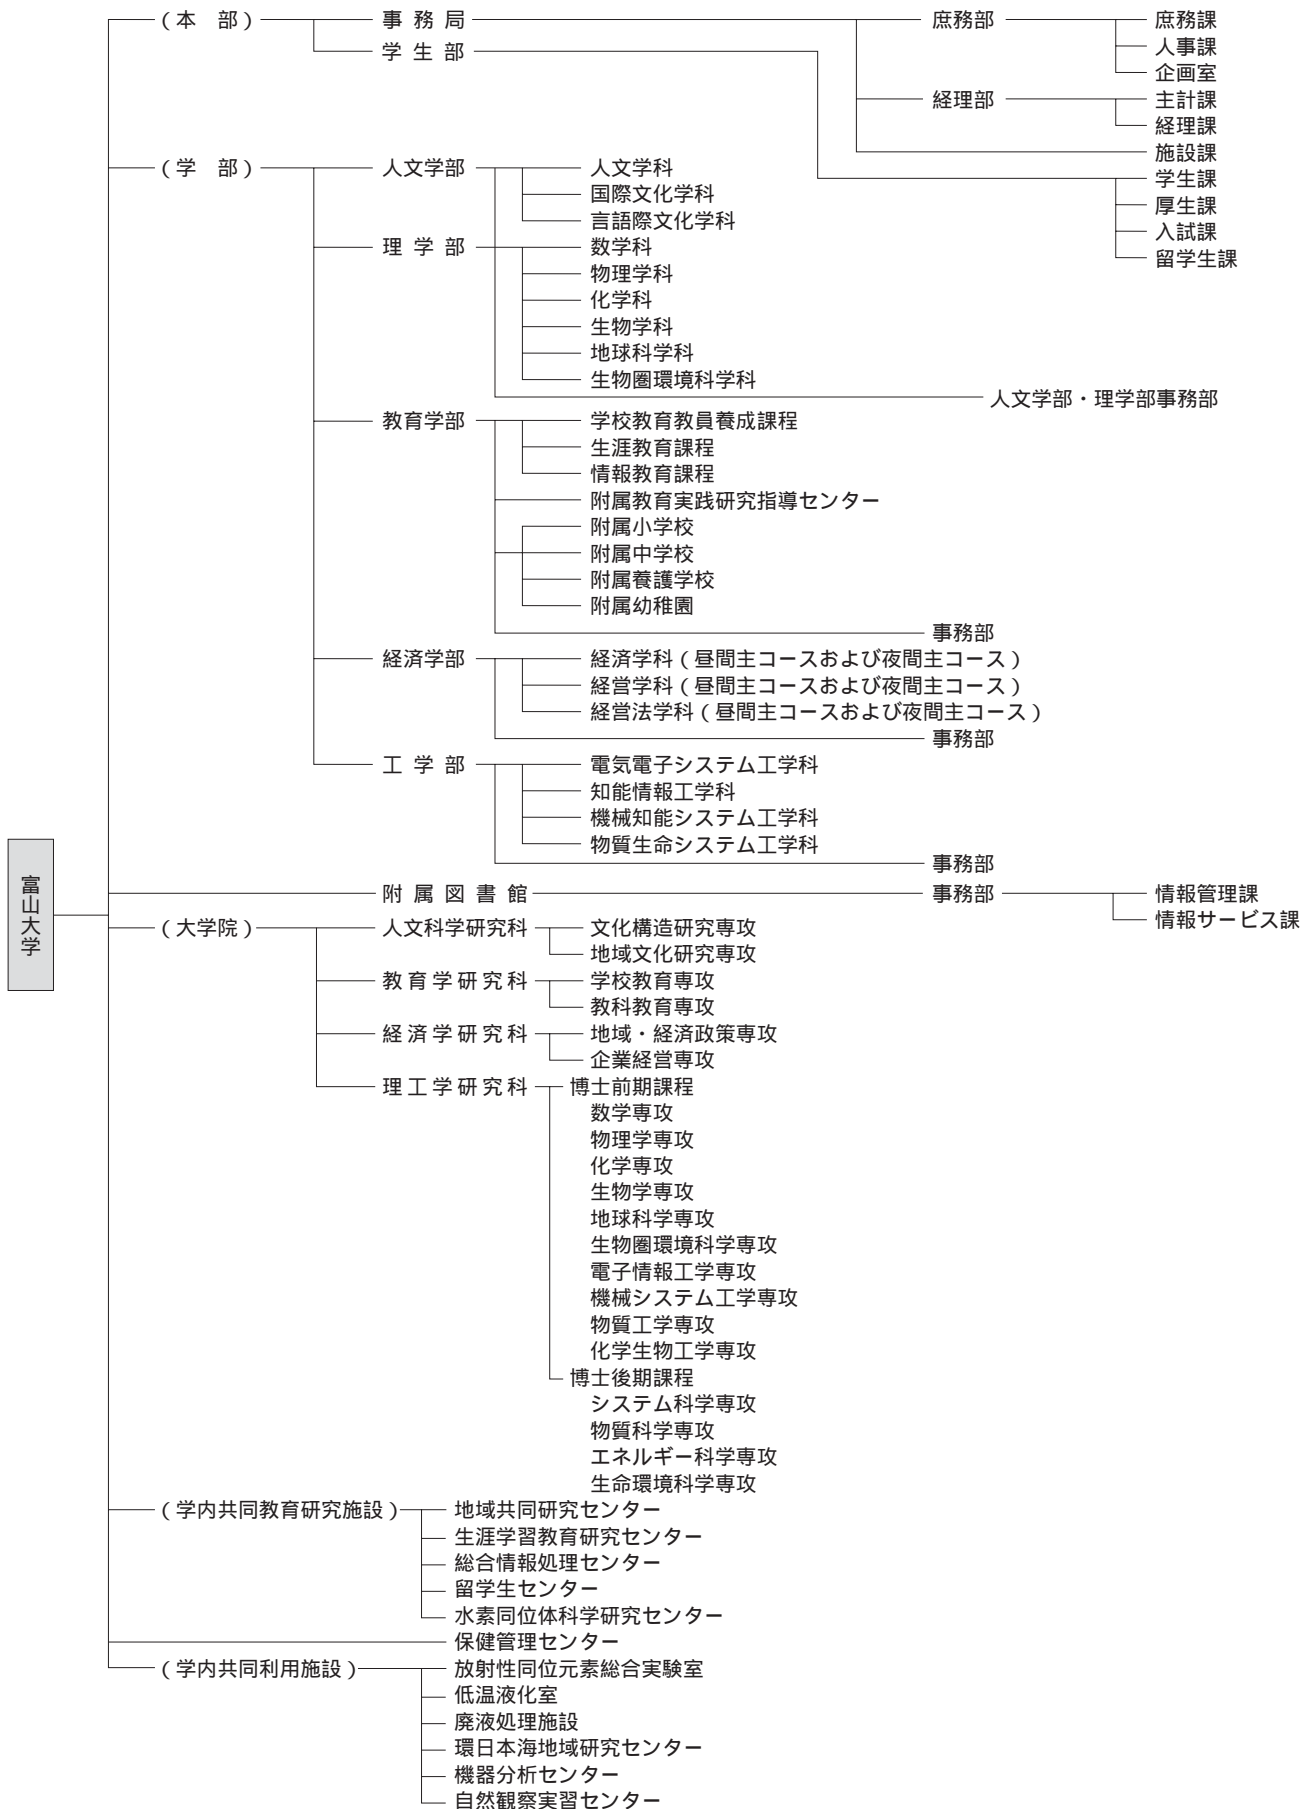 （本　部） 事 務 局 庶務部 庶務課
学 生 部 人事課
企画室
経理部 主計課
経理課
施設課
（学　部） 人文学部 人文学科 学生課
国際文化学科 厚生課
言語際文化学科 入試課
理 学 部 数学科 留学生課
物理学科
化学科
生物学科
地球科学科
生物圏環境科学科
人文学部・理学部事務部
教育学部 学校教育教員養成課程
生涯教育課程
情報教育課程
附属教育実践研究指導センター
附属小学校
附属中学校
附属養護学校
附属幼稚園
事務部
経済学部 経済学科（昼間主コースおよび夜間主コース）
経営学科（昼間主コースおよび夜間主コース）
経営法学科（昼間主コースおよび夜間主コース）
事務部
工 学 部 電気電子システム工学科
知能情報工学科
機械知能システム工学科
物質生命システム工学科
事務部
富山大学
附 属 図 書 館 事務部 情報管理課
情報サービス課
（大学院） 人文科学研究科 文化構造研究専攻
地域文化研究専攻
教育学研究科 学校教育専攻
教科教育専攻
経済学研究科 地域・経済政策専攻
企業経営専攻
理工学研究科 博士前期課程
数学専攻
物理学専攻
化学専攻
生物学専攻
地球科学専攻
生物圏環境科学専攻
電子情報工学専攻
機械システム工学専攻
物質工学専攻
化学生物工学専攻
博士後期課程
システム科学専攻
物質科学専攻
エネルギー科学専攻
生命環境科学専攻
（学内共同教育研究施設） 地域共同研究センター
生涯学習教育研究センター
総合情報処理センター
留学生センター
水素同位体科学研究センター
保健管理センター
（学内共同利用施設） 放射性同位元素総合実験室
低温液化室
廃液処理施設
環日本海地域研究センター
機器分析センター
自然観察実習センター